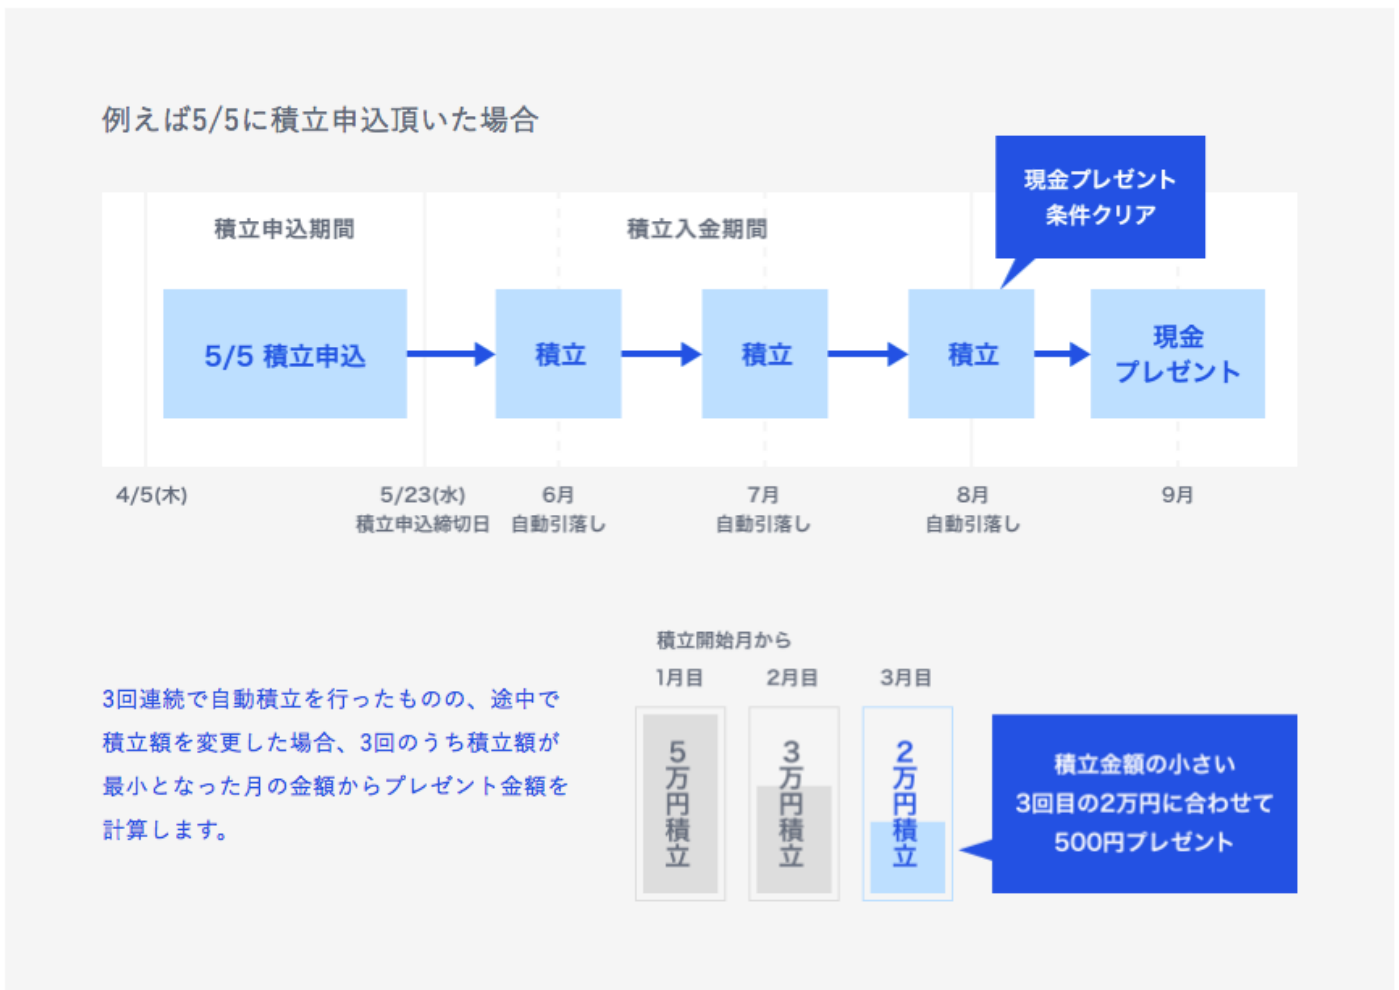 例えば5/5に積立申込頂いた場合
現金プレゼント
条件クリア
積立申込期間
積立入金期間
5/5 積立申込
積立
積立
積立
現金
プレゼント
4/5(木)
5/23(水)
積立申込締切日
6月
自動引落し
7月
自動引落し
8月
自動引落し
9月
3回連続で自動積立を行ったものの、途中で
積立額を変更した場合、3回のうち積立額が
最小となった月の金額からプレゼント金額を
計算します。
積立開始月から
1月目
2月目
3月目
5万円積立
3万円積立
2万円積立
積立金額の小さい
3回目の2万円に合わせて
500円プレゼント